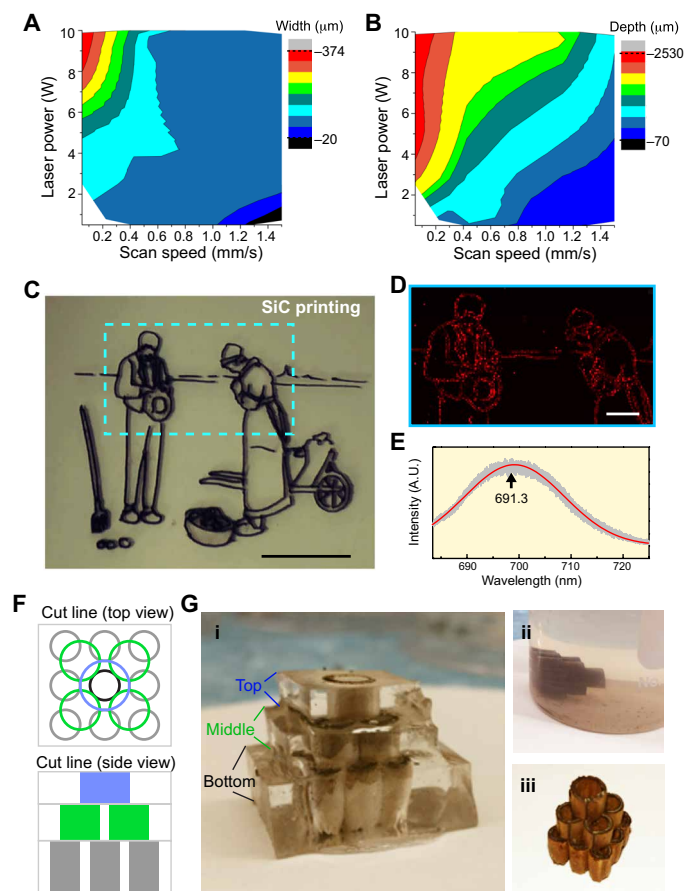 A
Width (μm)
10
8
6
4
2
Laser power (W)
0.2 0.4 0.6 0.8 1.0 1.2 1.4
Scan speed (mm/s)
–374
–20
B
Depth (μm)
10
8
6
4
2
Laser power (W)
0.2 0.4 0.6 0.8 1.0 1.2 1.4
Scan speed (mm/s)
–2530
–70
C
SiC printing
D
E
Intensity (A.U.)
691.3
690 700 710 720
Wavelength (nm)
F
Cut line (top view)
Cut line (side view)
G
i
Top
Middle
Bottom
ii
iii